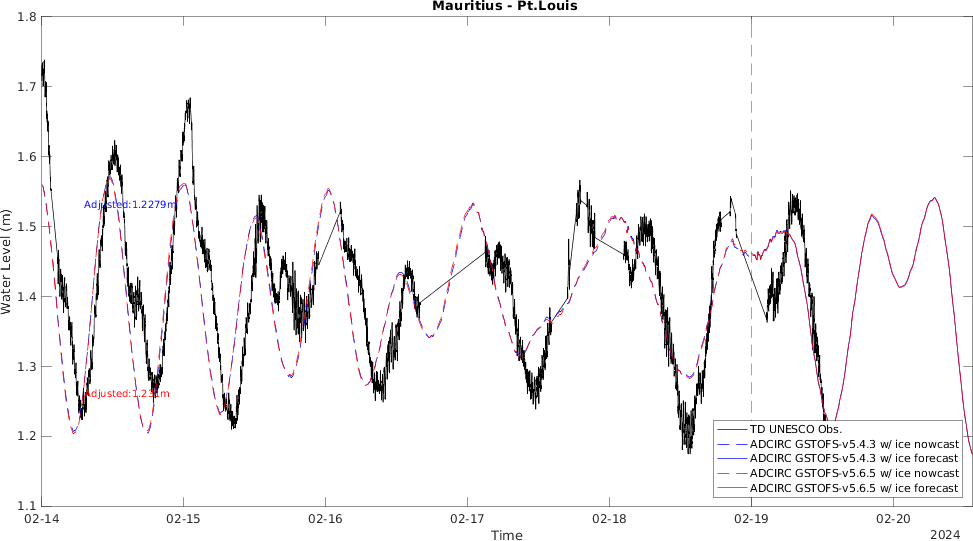 Mauritius - Pt.Louis
1.8
1.7
1.6
1.5
1.4
1.3
1.2
1.1
Water Level (m)
Adjusted:1.2279m
Adjusted:1.231m
TD UNESCO Obs.
ADCIRC GSTOFS-v5.4.3 w/ ice nowcast
ADCIRC GSTOFS-v5.4.3 w/ ice forecast
ADCIRC GSTOFS-v5.6.5 w/ ice nowcast
ADCIRC GSTOFS-v5.6.5 w/ ice forecast
02-14 02-15 02-16 02-17 02-18 02-19 02-20
Time
2024